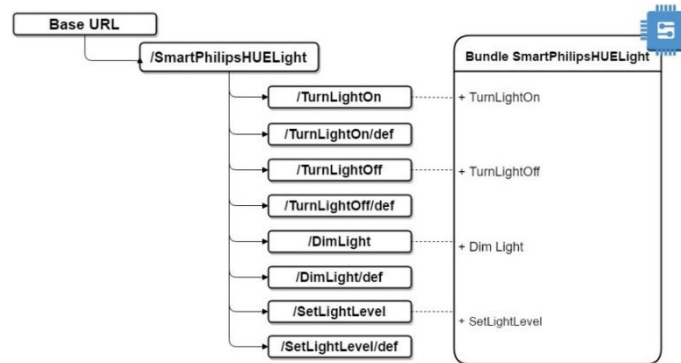 Base URL
/SmartPhilipsHUELight
Bundle SmartPhilipsHUELight
/TurnLightOn
+ TurnLightOn
/TurnLightOn/def
/TurnLightOff
+ TurnLightOff
/TurnLightOff/def
/DimLight
+ Dim Light
/DimLight/def
/SetLightLevel
+ SetLightLevel
/SetLightLevel/def